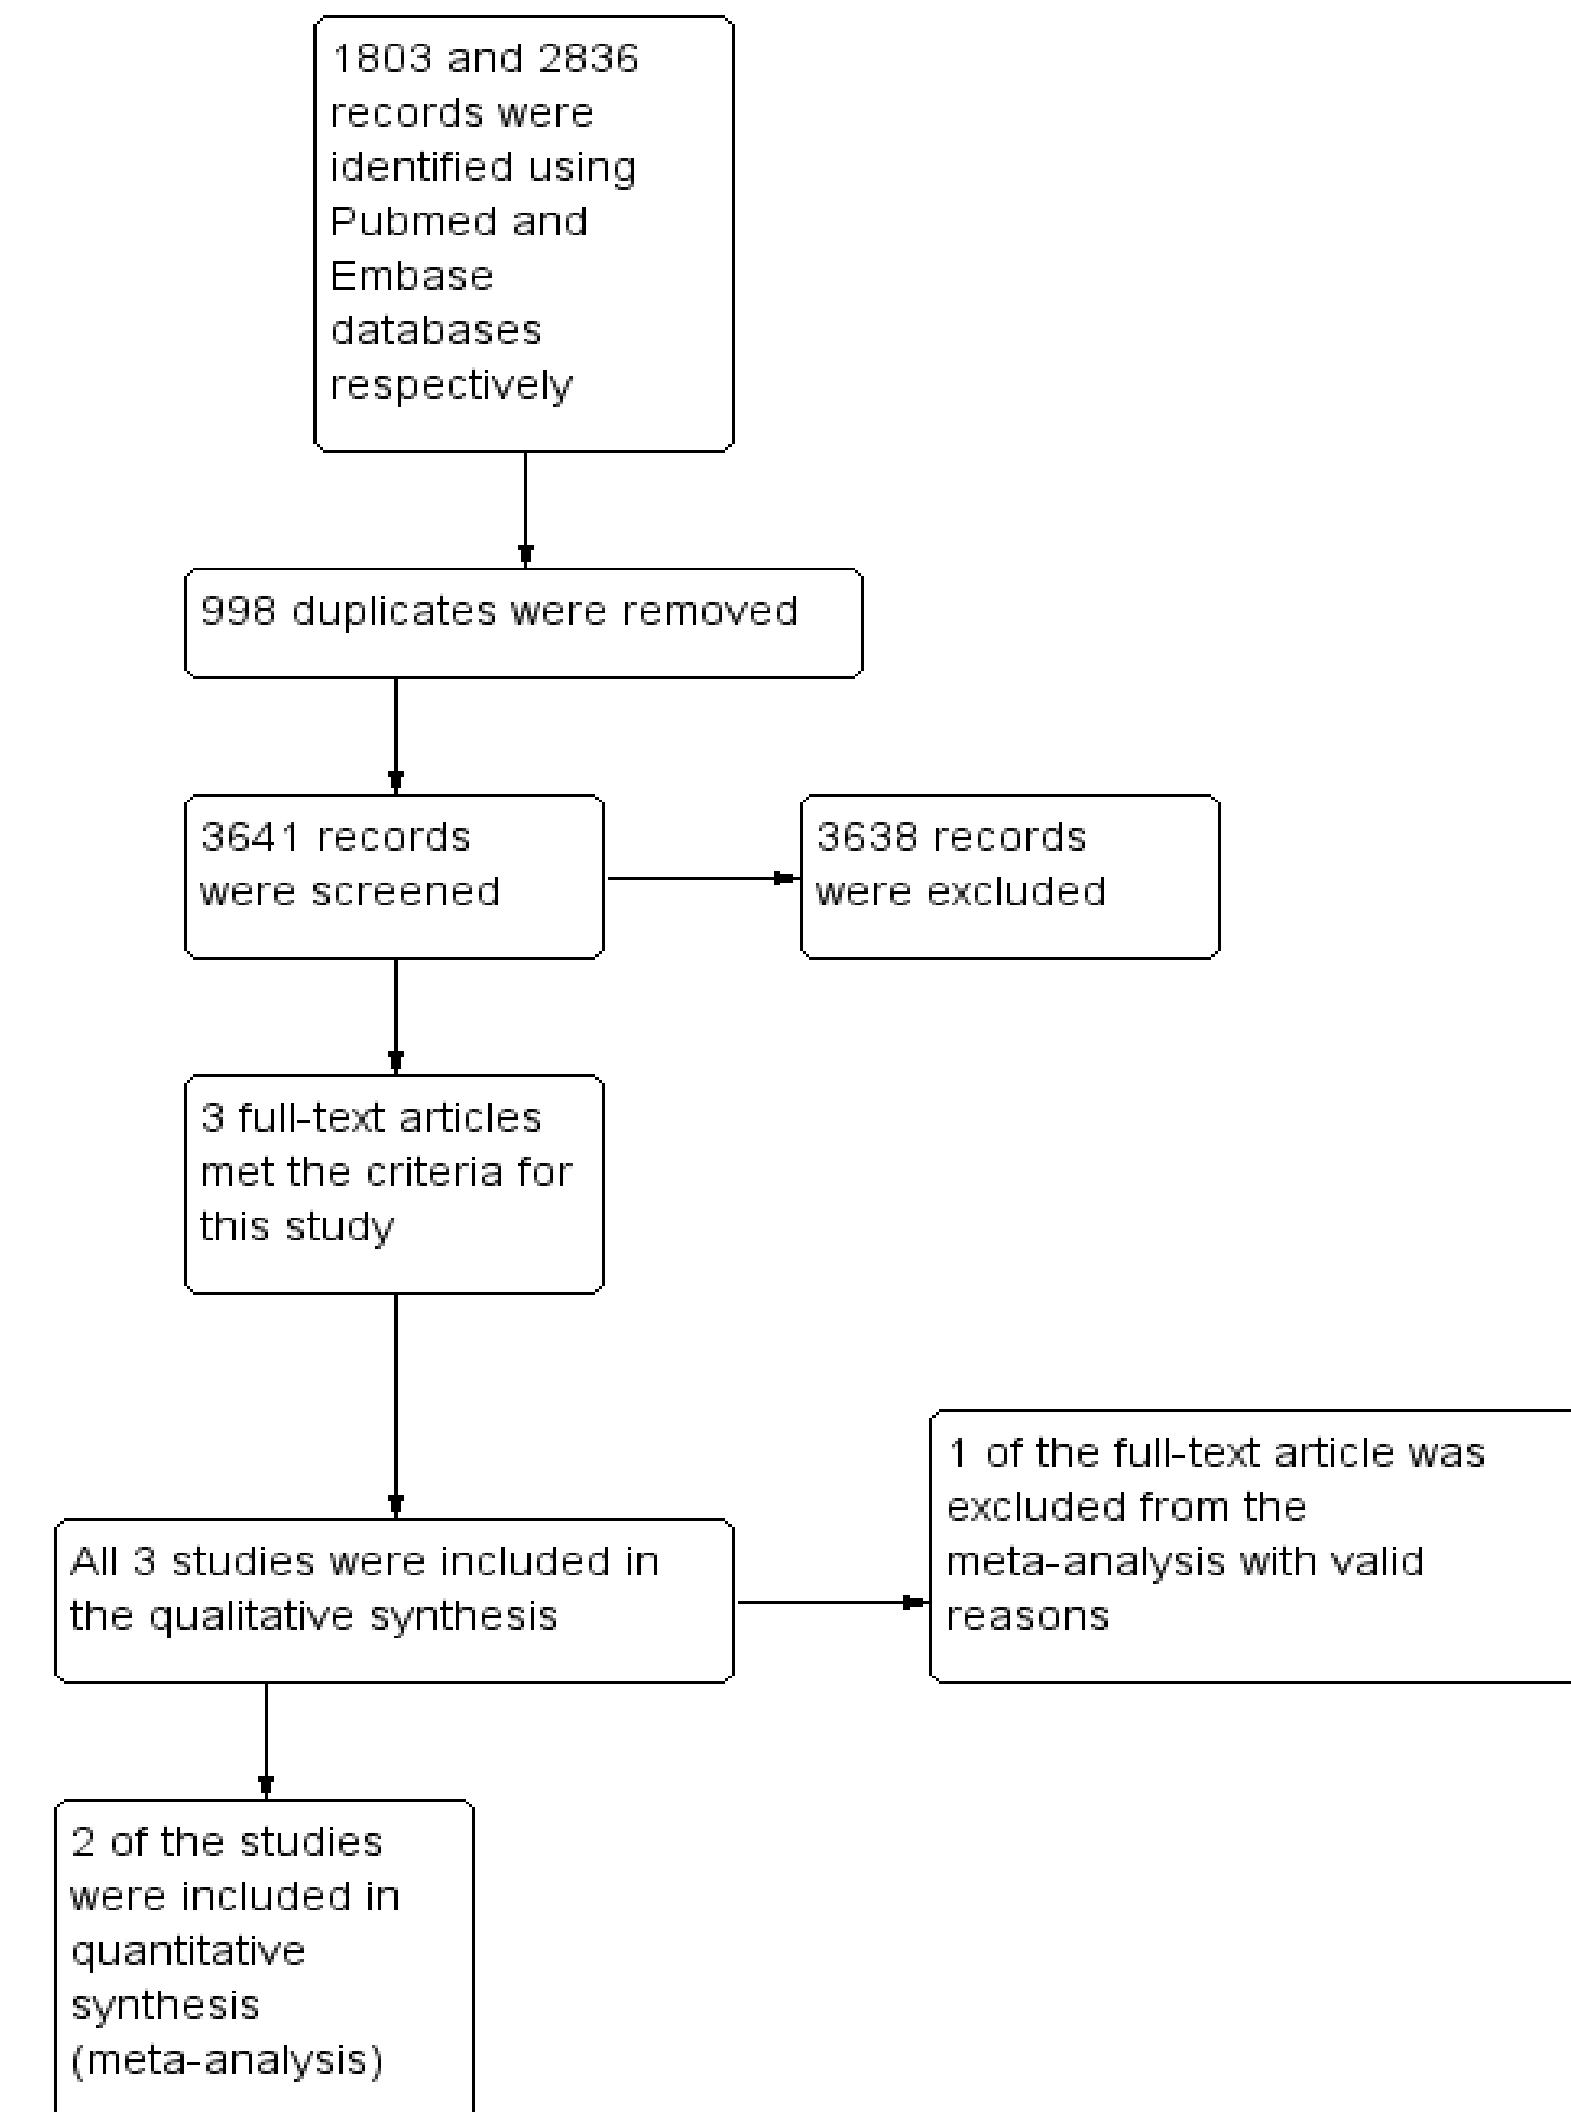 1803 and 2836
records were
identified using
Pubmed and
Embase
databases
respectively
998 duplicates were removed
3641 records
were screened
3638 records
were excluded
3 full-text articles
met the criteria for
this study
1 of the full-text article was
excluded from the
meta-analysis with valid
reasons
All 3 studies were included in
the qualitative synthesis
2 of the studies
were included in
quantitative
synthesis
(meta-analysis)